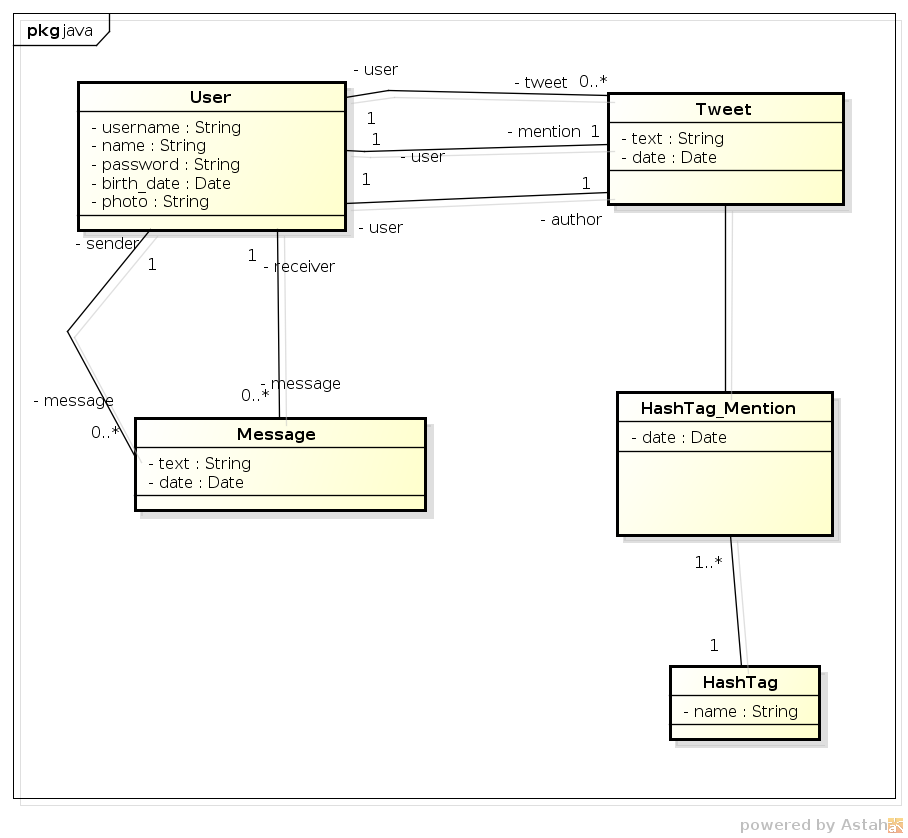 pkg java
- user
- tweet 0..*
User
Tweet
1
- username : String
- name : String
- password : String
- birth_date : Date
- photo : String
1
- mention 1
- user
- text : String
- date : Date
1
1
- user
- author
- sender
1
1
- receiver
- message
0..*
- message
0..*
HashTag_Mention
- date : Date
Message
- text : String
- date : Date
1..*
1
HashTag
- name : String
powered by Astah